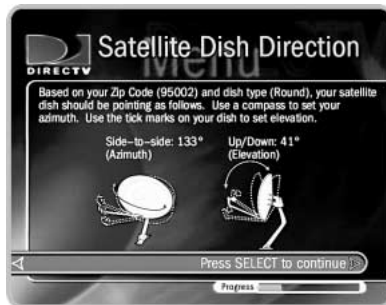 Menu
DIRECTV
Satellite Dish Direction
Based on your Zip Code (95002) and dish type (Round), your satellite
dish should be pointing as follows. Use a compass to set your
azimuth. Use the tick marks on your dish to set elevation.
Side-to-side: 133°
(Azimuth)
Up/Down: 41°
(Elevation)
Press SELECT to continue
Progress